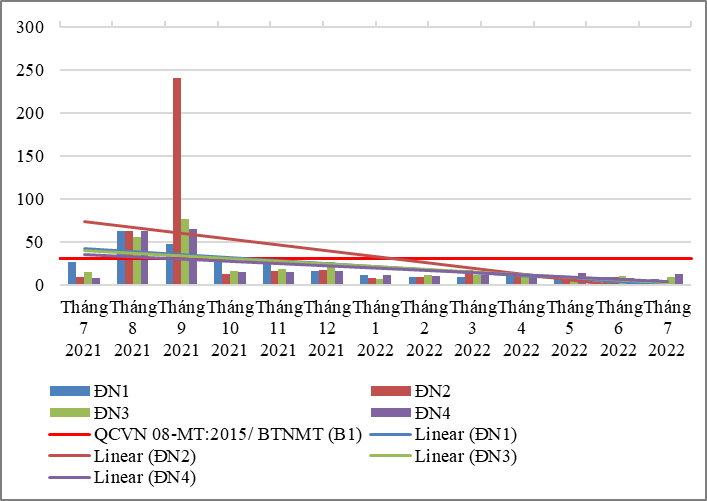 300
250
200
150
100
50
0
Tháng Tháng Tháng Tháng Tháng Tháng Tháng Tháng Tháng Tháng Tháng Tháng Tháng
7 8 9 10 11 12 1 2 3 4 5 6 7
2021 2021 2021 2021 2021 2021 2022 2022 2022 2022 2022 2022 2022
ĐN1 ĐN2
ĐN3 ĐN4
QCVN 08-MT:2015/ BTNMT (B1) Linear (ĐN1)
Linear (ĐN2) Linear (ĐN3)
Linear (ĐN4)